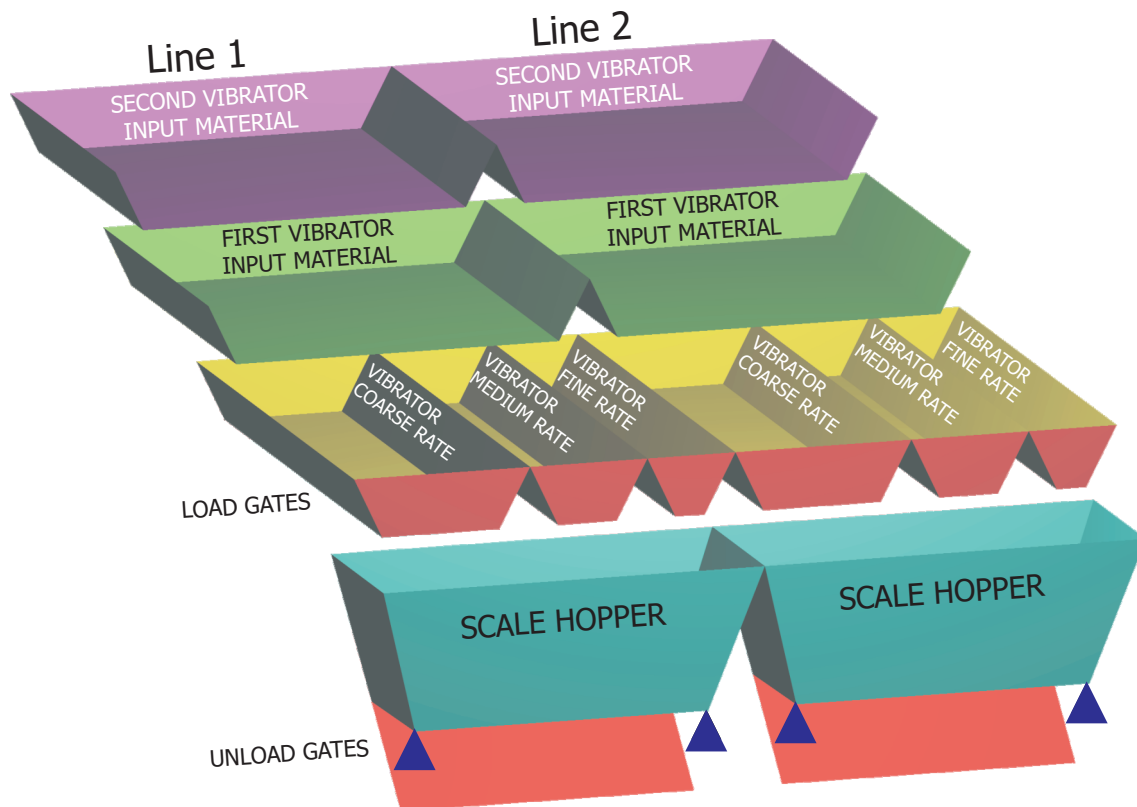 Line 1
Line 2
SECOND VIBRATOR
INPUT MATERIAL
SECOND VIBRATOR
INPUT MATERIAL
FIRST VIBRATOR
INPUT MATERIAL
FIRST VIBRATOR
INPUT MATERIAL
VIBRATOR
COARSE RATE
VIBRATOR
MEDIUM RATE
VIBRATOR
FINE RATE
VIBRATOR
COARSE RATE
VIBRATOR
MEDIUM RATE
VIBRATOR
FINE RATE
LOAD GATES
SCALE HOPPER
SCALE HOPPER
UNLOAD GATES